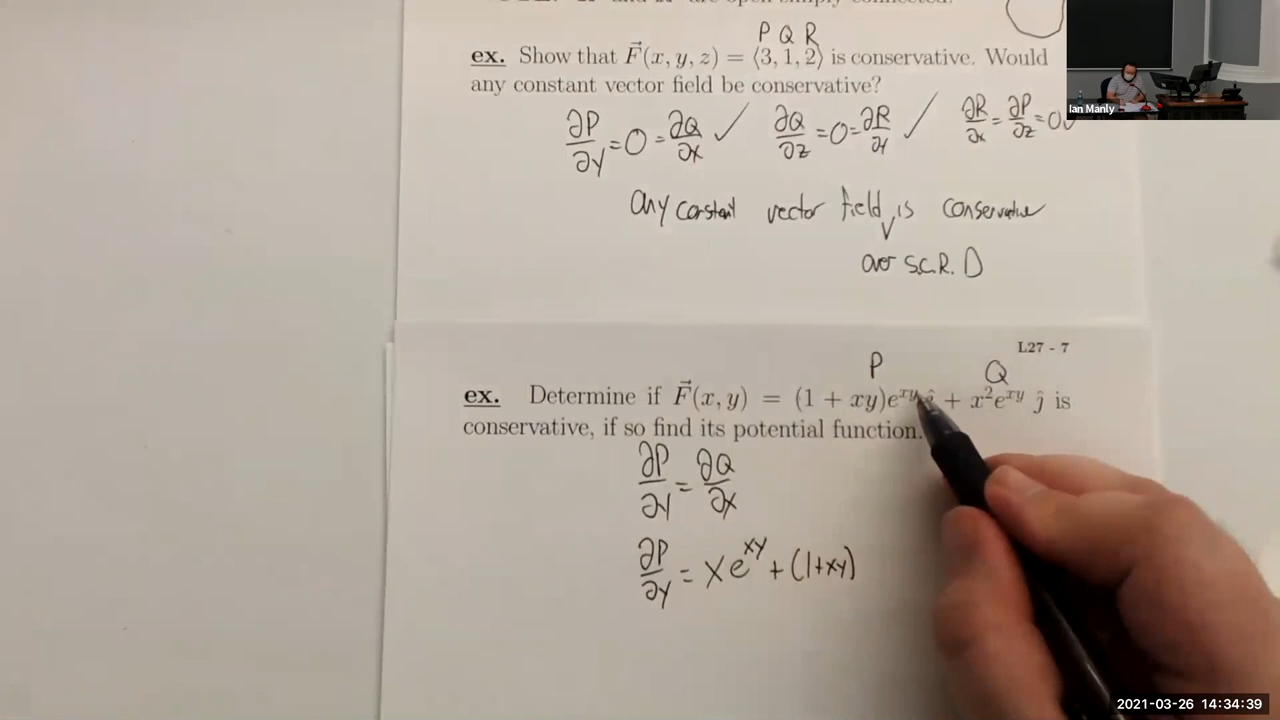 P Q R
ex. Show that F⃗(x, y, z) = ⟨3, 1, 2⟩ is conservative. Would
any constant vector field be conservative?
∂P/∂y = 0 = ∂Q/∂x ✓ ∂Q/∂z = 0 = ∂R/∂y ✓ ∂R/∂x = ∂P/∂z = 0
any constant vector field is conservative
over S.C.R. D
L27 - 7
P Q
ex. Determine if F⃗(x, y) = (1 + xy)e^{xy} î + x²e^{xy} ĵ is
conservative, if so find its potential function.
∂P/∂y = ∂Q/∂x
∂P/∂y = xe^{xy} + (1+xy)
Ian Manly
2021-03-26 14:34:39